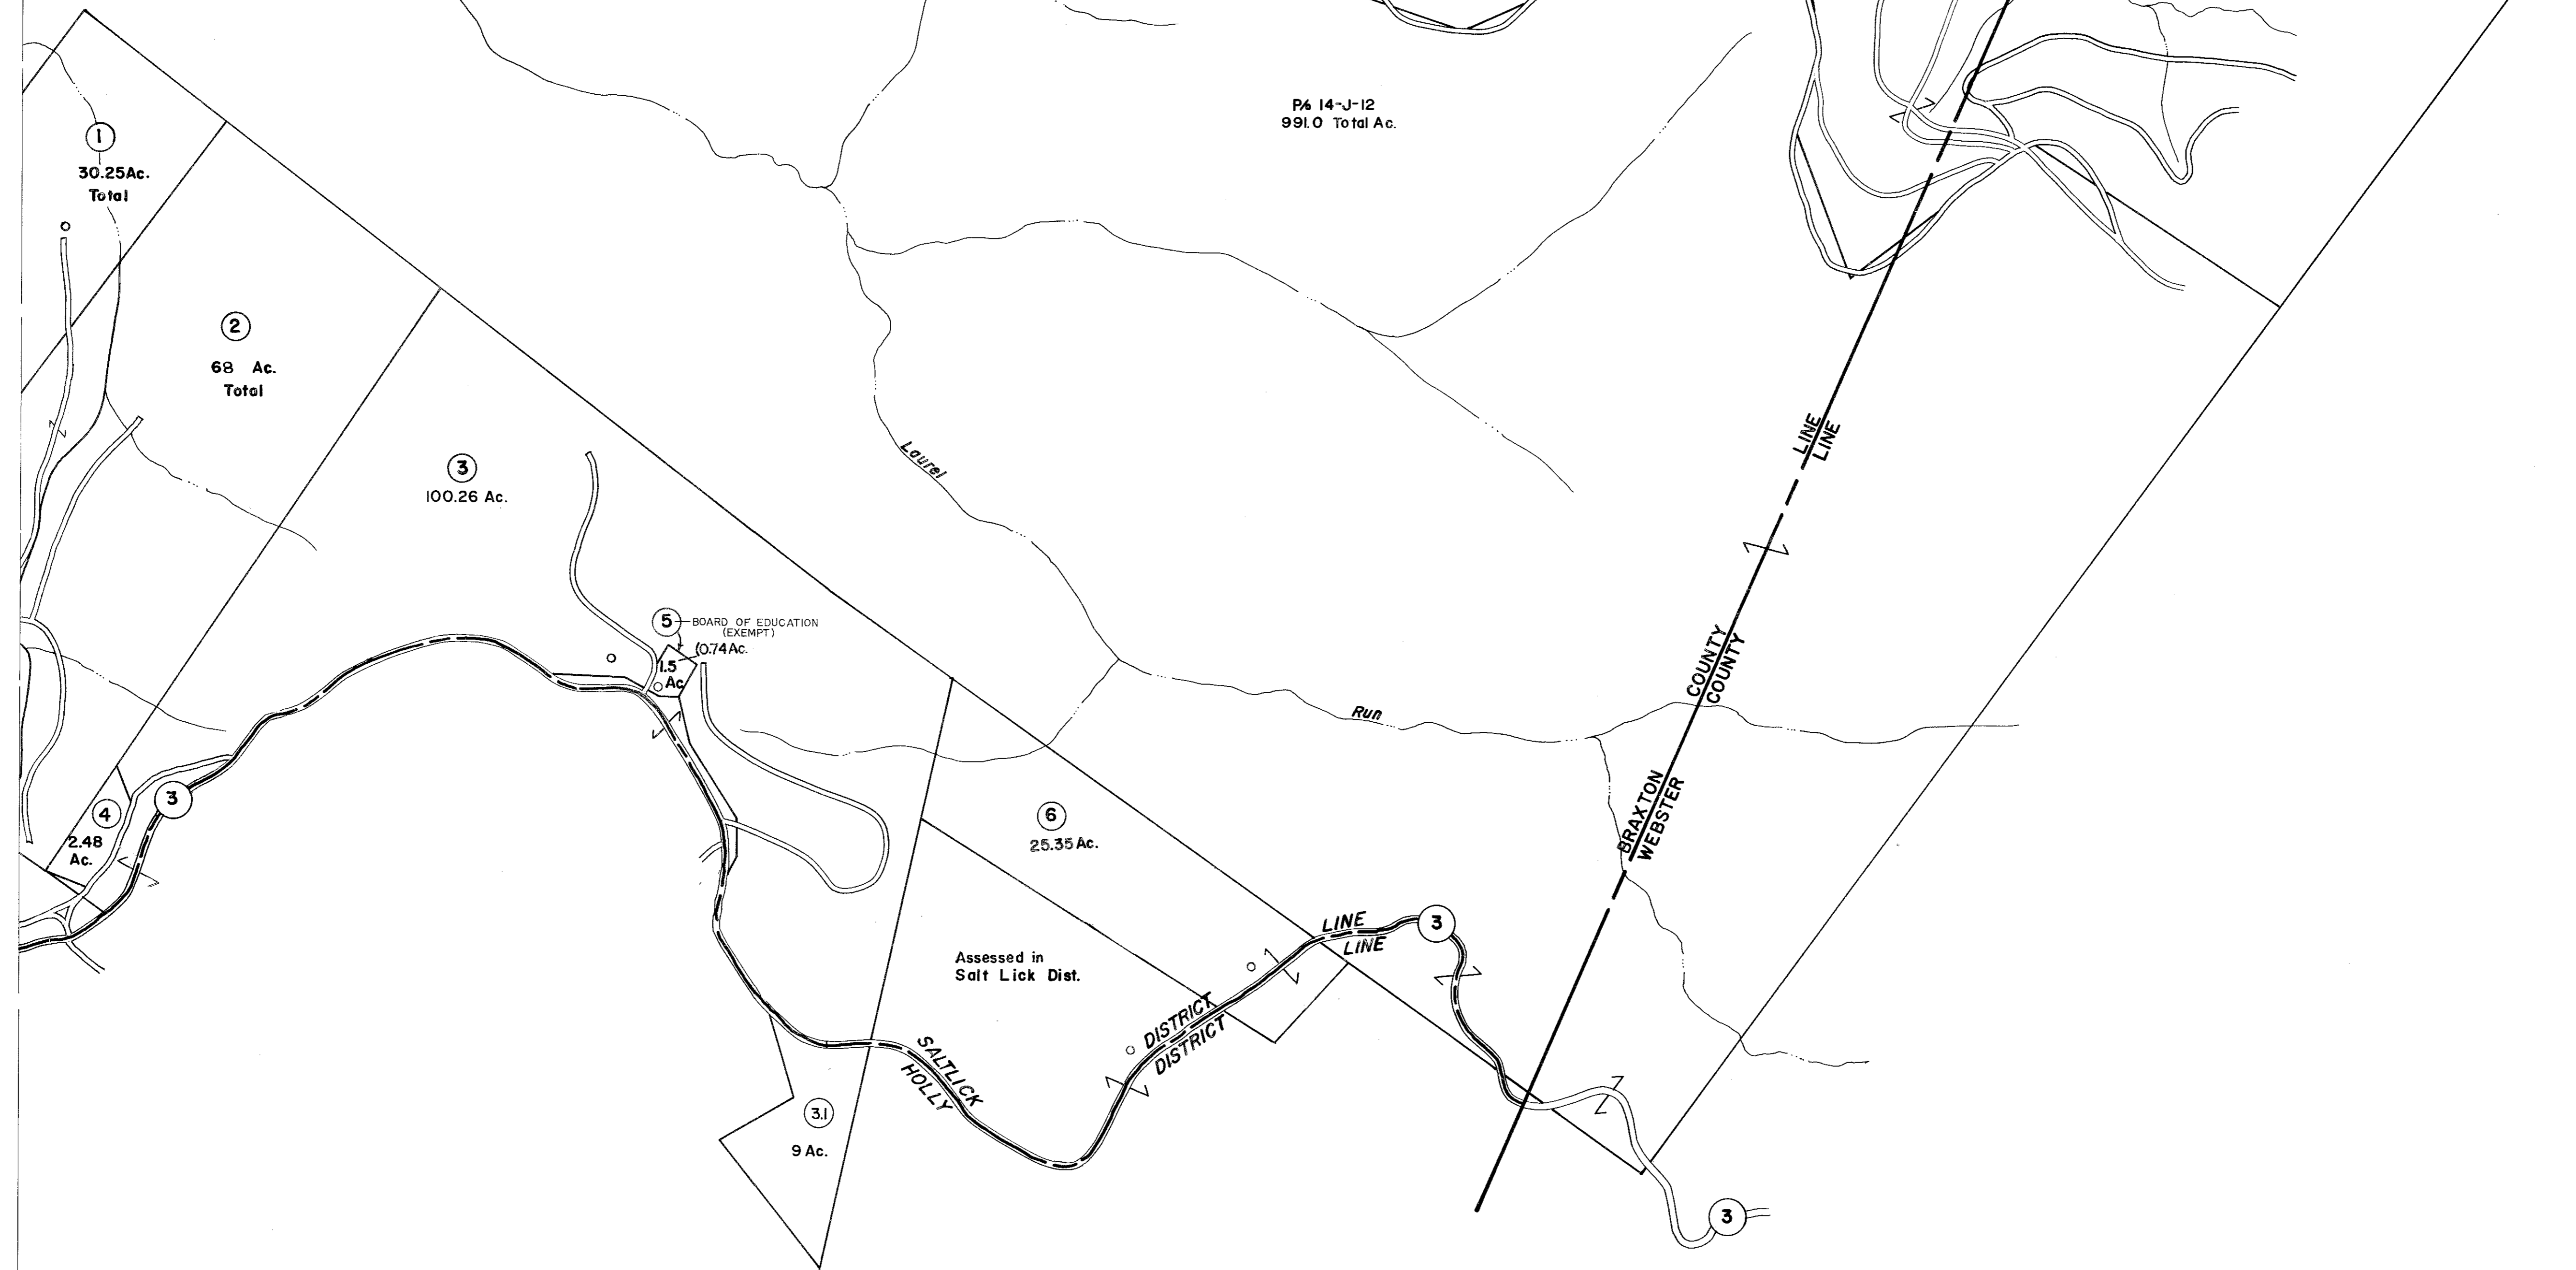 P/o 14-J-12
991.0 Total Ac.
1
30.25Ac.
Total
2
68 Ac.
Total
3
100.26 Ac.
Laurel
LINE
LINE
5
BOARD OF EDUCATION
(EXEMPT)
(0.74 Ac.
1.5
Ac
COUNTY
COUNTY
Run
BRAXTON
WEBSTER
3
4
2.48
Ac.
6
25.35 Ac.
LINE
LINE
3
Assessed in
Salt Lick Dist.
DISTRICT
DISTRICT
SALTLICK
HOLLY
3.1
9 Ac.
3